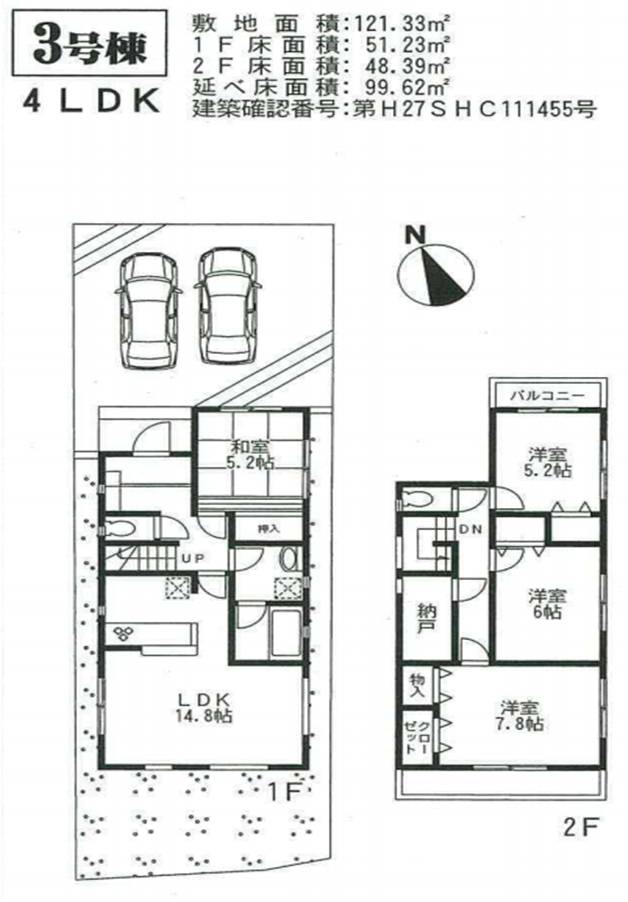 3号棟
4LDK
敷地面積:121.33㎡
1F床面積: 51.23㎡
2F床面積: 48.39㎡
延べ床面積: 99.62㎡
建築確認番号:第H27SHC111455号
N
バルコニー
和室
5.2帖
洋室
5.2帖
押入
DN
UP
洋室
6帖
納戸
LDK
14.8帖
物入
洋室
7.8帖
クローゼット
1F
2F